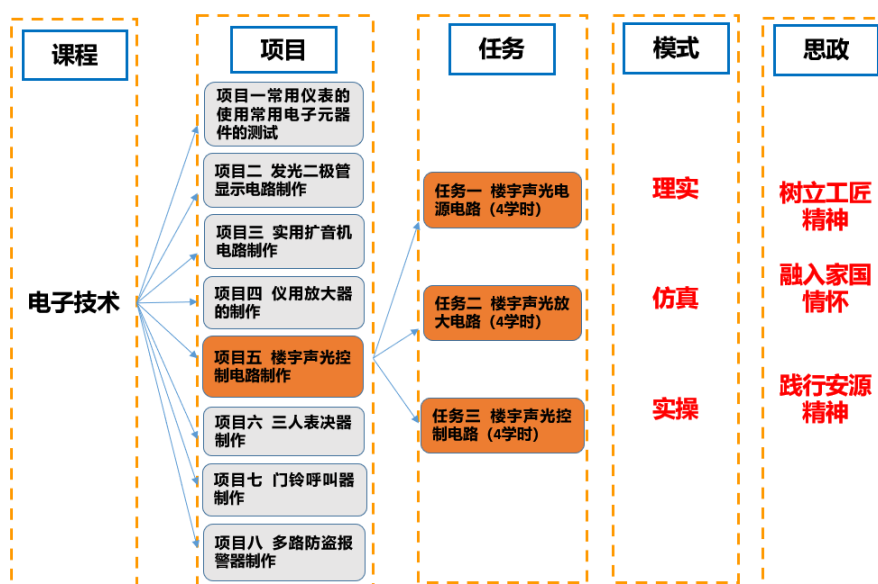 课程
项目
任务
模式
思政
电子技术
项目一常用仪表的
使用常用电子元器
件的测试
项目二 发光二极管
显示电路制作
项目三 实用扩音机
电路制作
项目四 仪用放大器
的制作
项目五 楼宇声光控
制电路制作
项目六 三人表决器
制作
项目七 门铃呼叫器
制作
项目八 多路防盗报
警器制作
任务一 楼宇声光电
源电路（4学时）
任务二 楼宇声光放
大电路（4学时）
任务三 楼宇声光控
制电路（4学时）
理实
仿真
实操
树立工匠
精神
融入家国
情怀
践行安源
精神